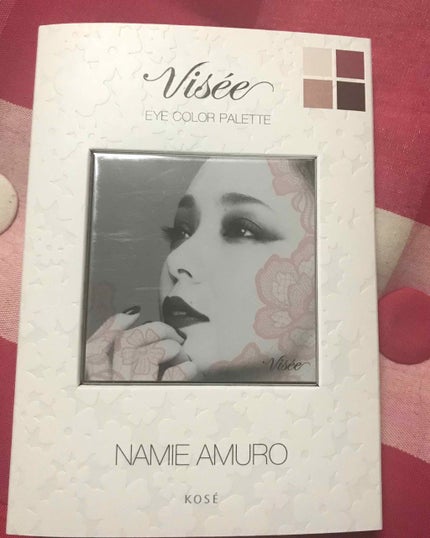 Visée
EYE COLOR PALETTE
Visée
NAMIE AMURO
KOSÉ